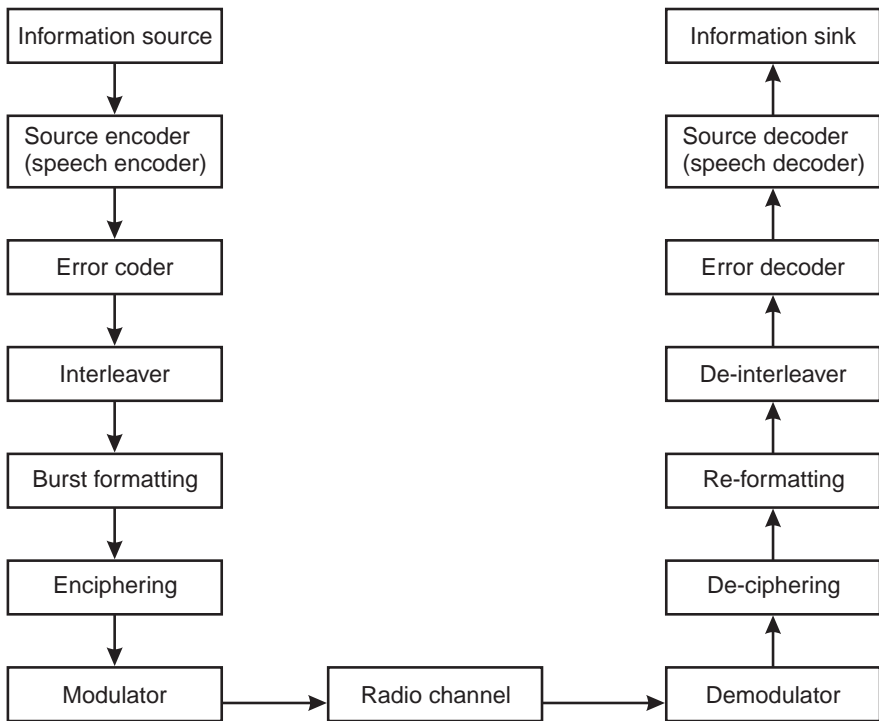 Information source
Source encoder
(speech encoder)
Error coder
Interleaver
Burst formatting
Enciphering
Modulator
Radio channel
Demodulator
De-ciphering
Re-formatting
De-interleaver
Error decoder
Source decoder
(speech decoder)
Information sink